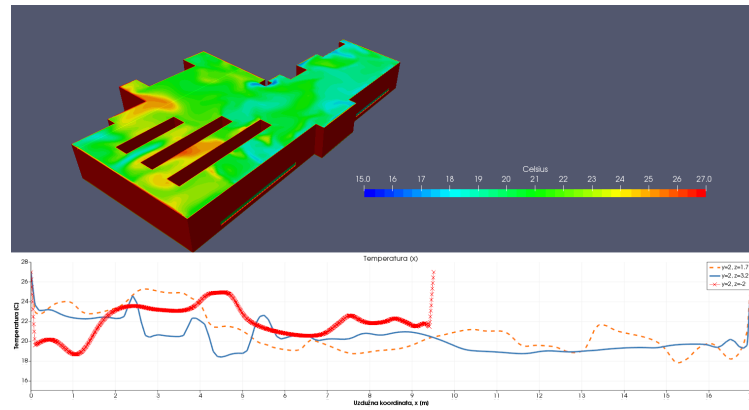 Celsius
15.0 16 17 18 19 20 21 22 23 24 25 26 27.0
Temperatura (x)
28
26
24
22
20
18
16
Temperatura (C)
y=2, z=1.7
y=2, z=3.2
y=2, z=-2
0 1 2 3 4 5 6 7 8 9 10 11 12 13 14 15 16
Uzdužna koordinata, x (m)